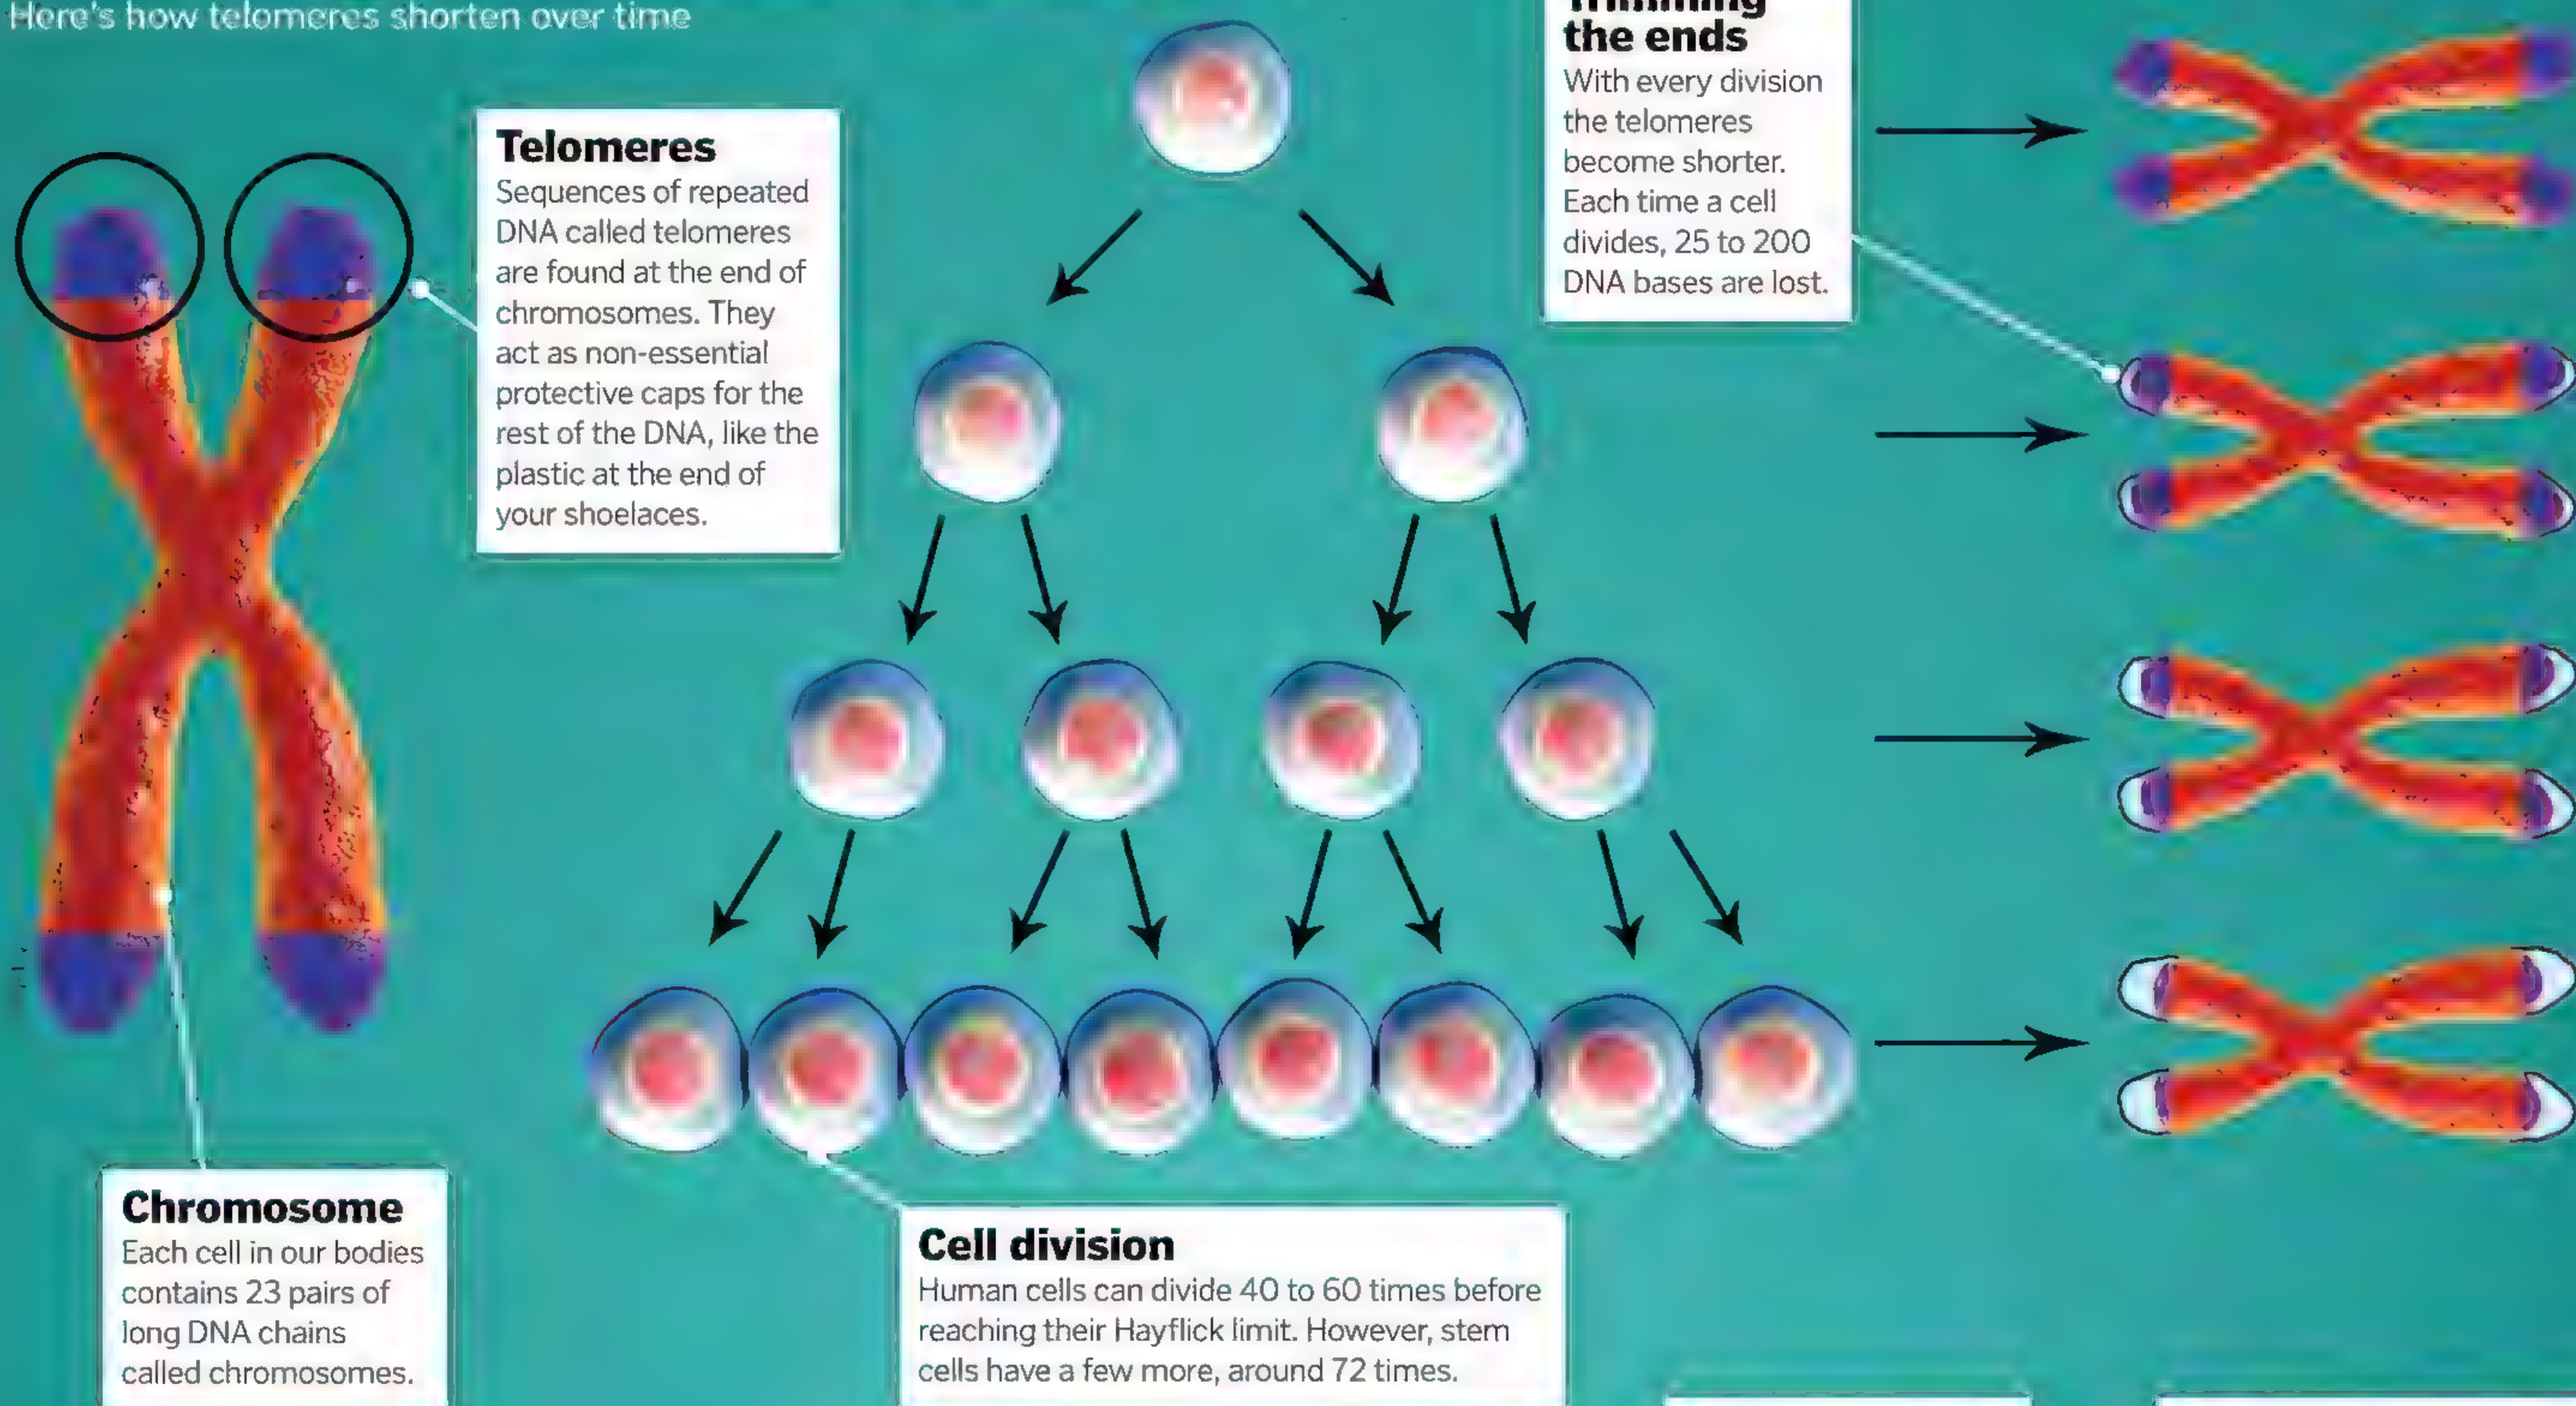 Here's how telomeres shorten over time
Telomeres
Sequences of repeated
DNA called telomeres
are found at the end of
chromosomes. They
act as non-essential
protective caps for the
rest of the DNA, like the
plastic at the end of
your shoelaces.
Trimming
the ends
With every division
the telomeres
become shorter.
Each time a cell
divides, 25 to 200
DNA bases are lost.
Chromosome
Each cell in our bodies
contains 23 pairs of
long DNA chains
called chromosomes.
Cell division
Human cells can divide 40 to 60 times before
reaching their Hayflick limit. However, stem
cells have a few more, around 72 times.